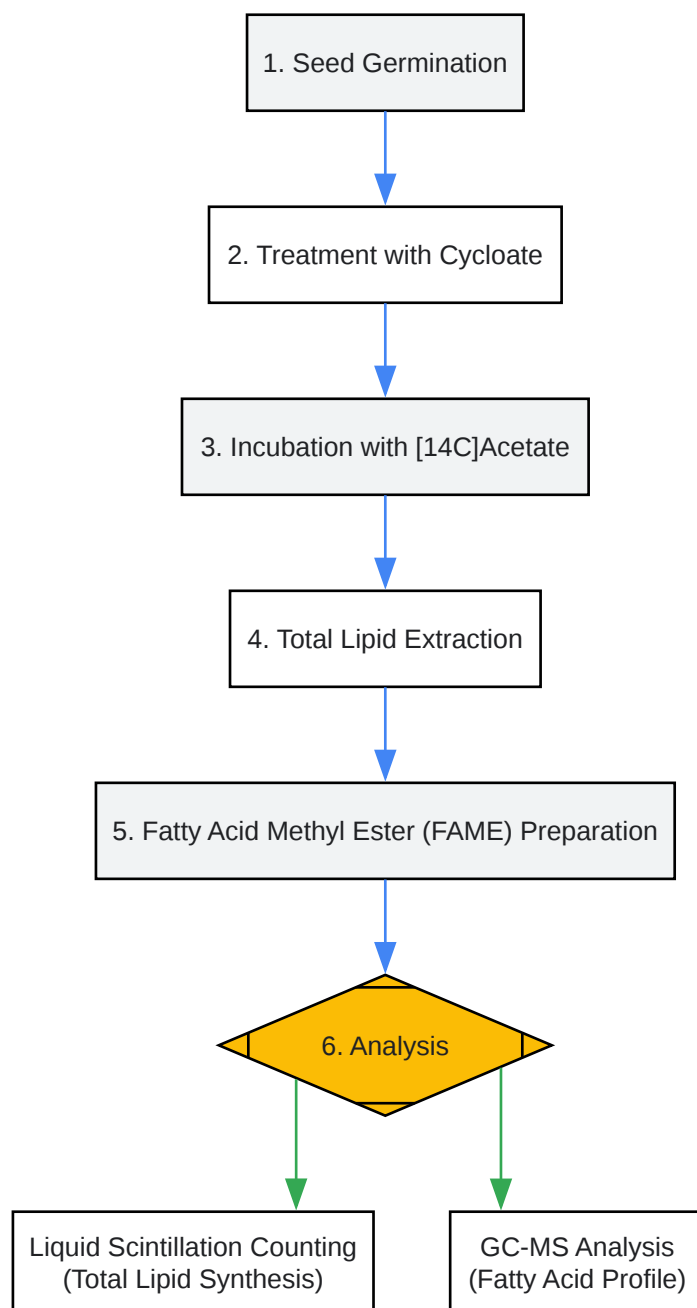 1. Seed Germination
2. Treatment with Cycloate
3. Incubation with [14C]Acetate
4. Total Lipid Extraction
5. Fatty Acid Methyl Ester (FAME) Preparation
6. Analysis
Liquid Scintillation Counting
(Total Lipid Synthesis)
GC-MS Analysis
(Fatty Acid Profile)